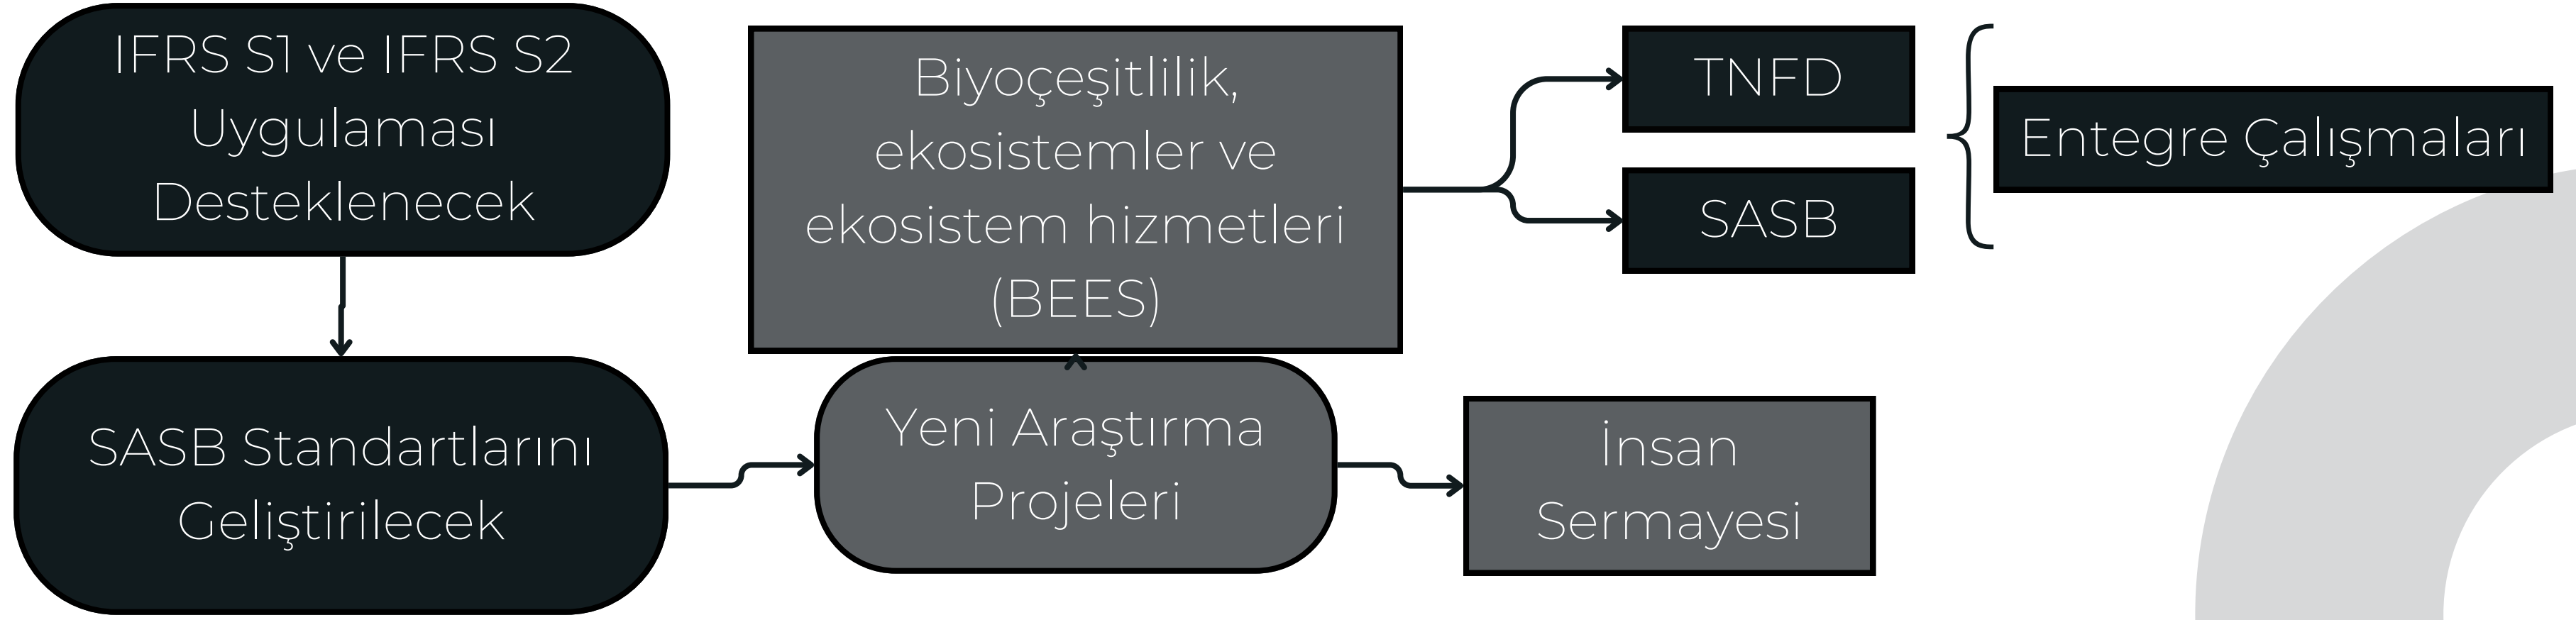 IFRS S1 ve IFRS S2
Uygulaması
Desteklenecek
SASB Standartlarını
Geliştirilecek
Yeni Araştırma
Projeleri
Biyoçeşitlilik,
ekosistemler ve
ekosistem hizmetleri
(BEES)
TNFD
SASB
Entegre Çalışmaları
İnsan
Sermayesi